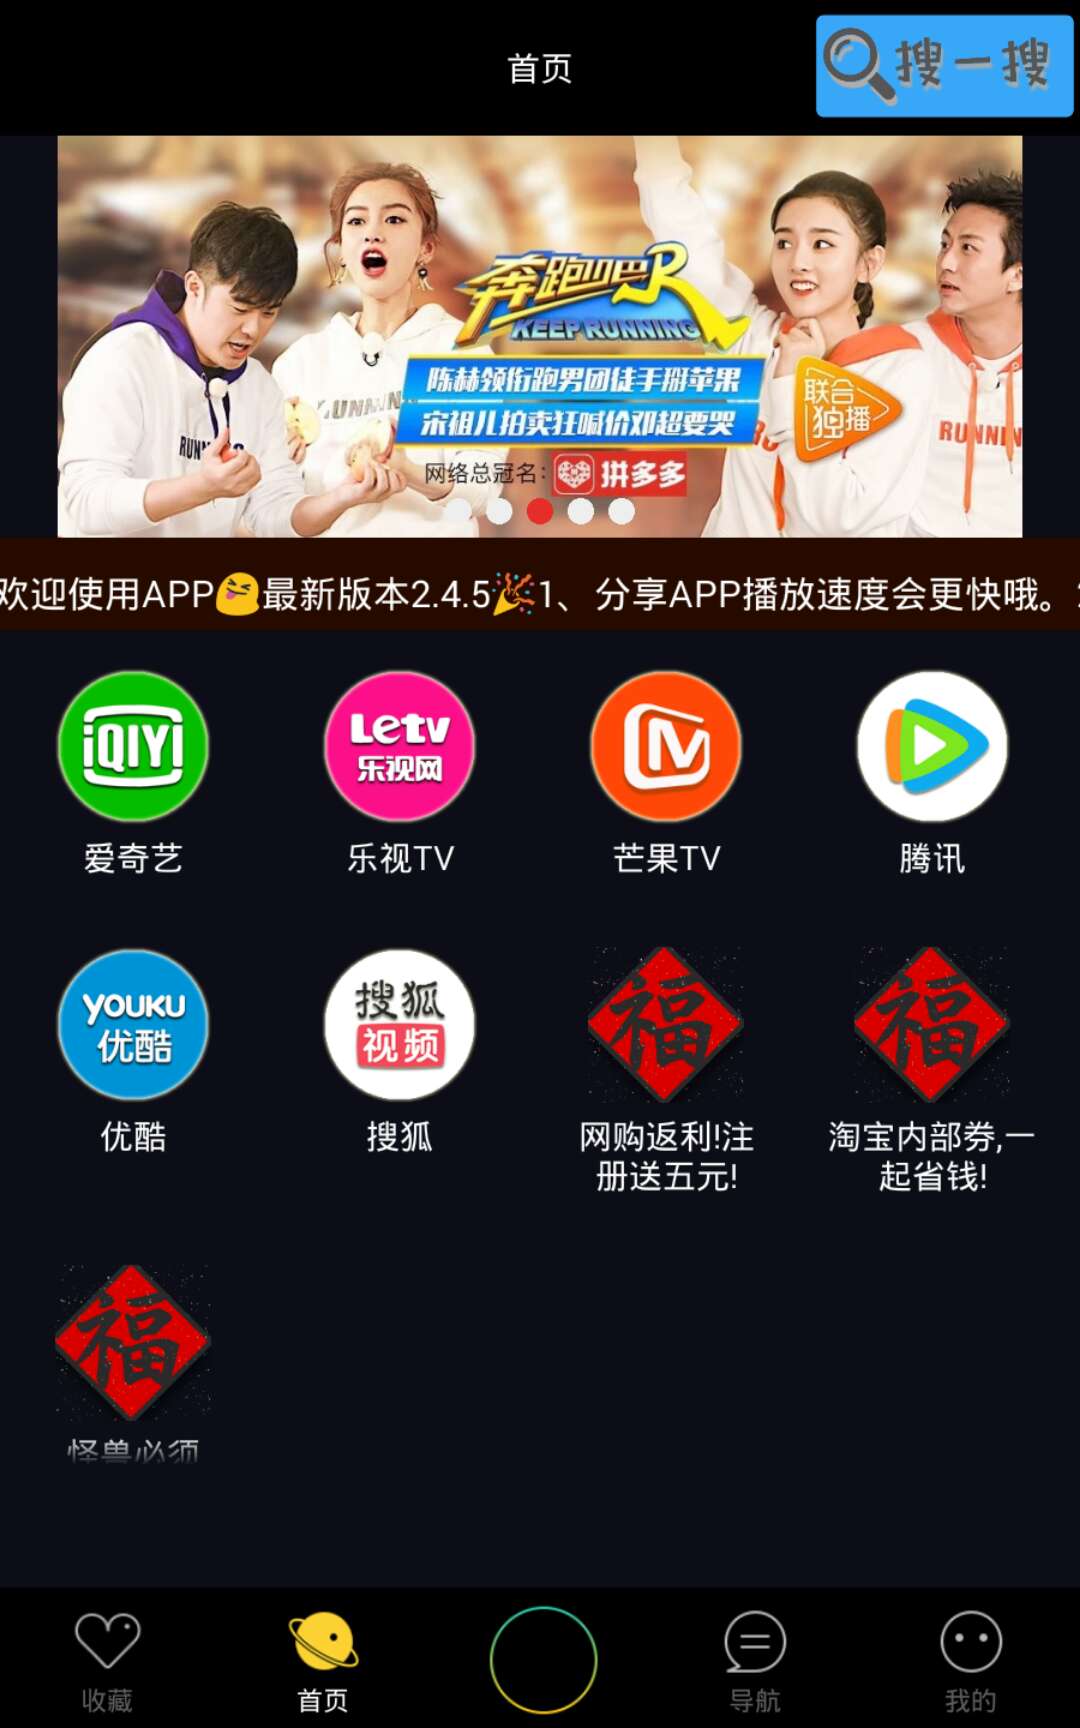 首页
搜一搜
奔跑吧
KEEP RUNNING
陈赫领衔跑男团徒手掰苹果
宋祖儿拍卖狂喊价邓超要哭
联合
独播
网络总冠名:
拼多多
RUNNIN
欢迎使用APP😝最新版本2.4.5🎉1、分享APP播放速度会更快哦。
iQIYI
Letv
乐视网
爱奇艺
乐视TV
芒果TV
腾讯
YOUKU
优酷
搜狐
视频
福
福
优酷
搜狐
网购返利!注
册送五元!
淘宝内部券,一
起省钱!
福
怪兽必须
收藏
首页
导航
我的